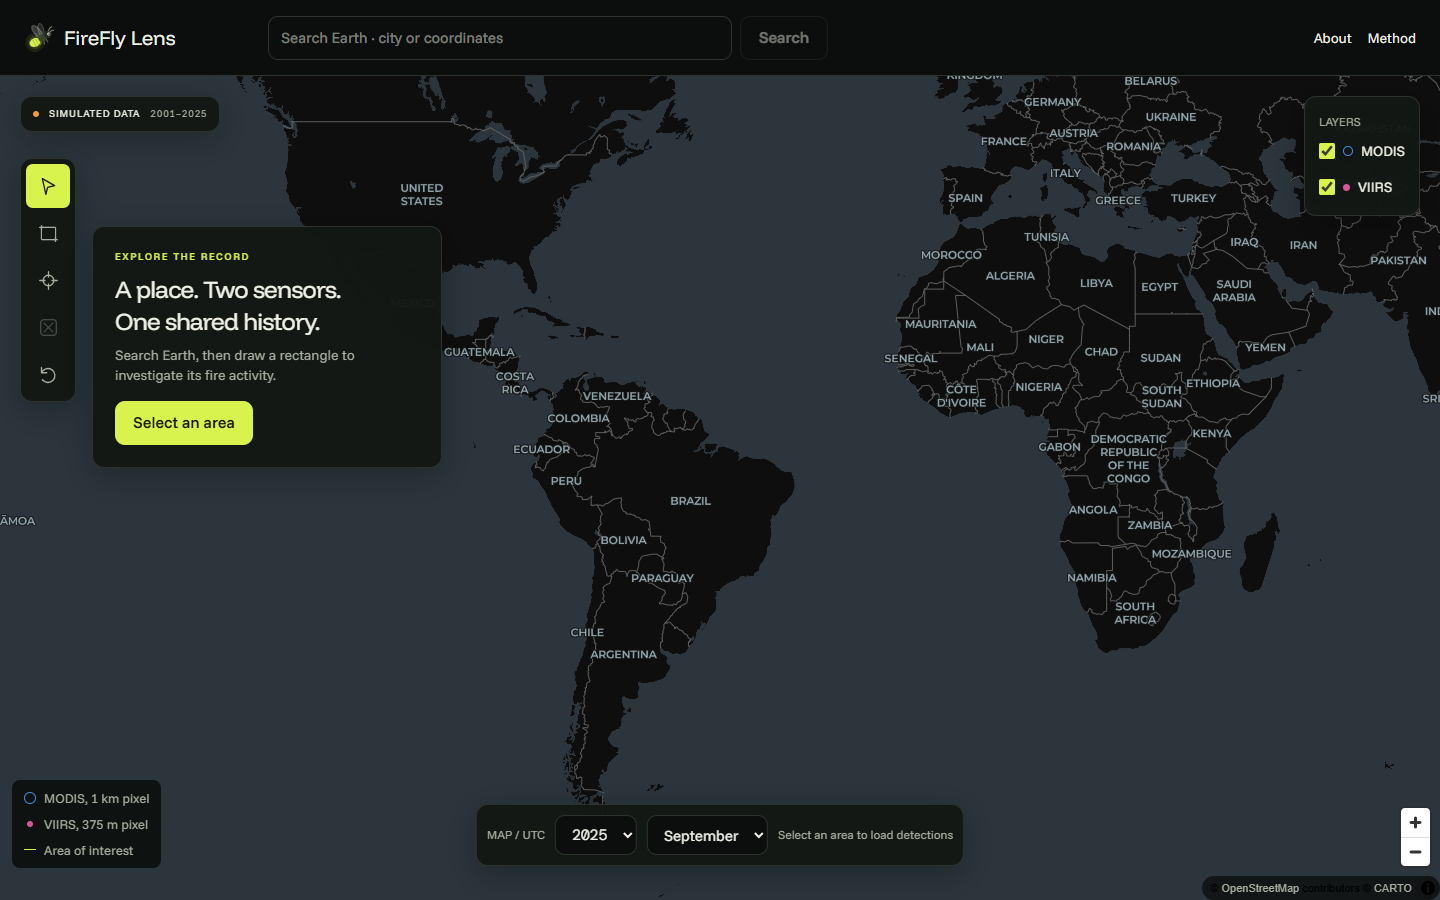 FireFly Lens
Search Earth · city or coordinates
Search
About
Method
SIMULATED DATA 2001–2025
LAYERS
MODIS
VIIRS
EXPLORE THE RECORD
A place. Two sensors.
One shared history.
Search Earth, then draw a rectangle to
investigate its fire activity.
Select an area
KINGDOM
BELARUS
GERMANY
UKRAINE
FRANCE
AUSTRIA
ROMANIA
ITALY
SPAIN
GREECE
TURKEY
UNITED
STATES
MEXICO
TUNISIA
MOROCCO
ALGERIA
LIBYA
EGYPT
IRAQ
IRAN
PAKISTAN
SAUDI
ARABIA
IND
MAURITANIA
MALI
NIGER
CHAD
SUDAN
YEMEN
SENEGAL
GUATEMALA
COSTA
RICA
VENEZUELA
COLOMBIA
CÔTE
D'IVOIRE
NIGERIA
SOUTH
SUDAN
ETHIOPIA
SRI
ECUADOR
GABON
DEMOCRATIC
REPUBLIC
OF THE
CONGO
KENYA
PERU
BRAZIL
ANGOLA
ZAMBIA
ĀMOA
BOLIVIA
MOZAMBIQUE
PARAGUAY
NAMIBIA
SOUTH
AFRICA
CHILE
ARGENTINA
MODIS, 1 km pixel
VIIRS, 375 m pixel
Area of interest
MAP / UTC
2025
September
Select an area to load detections
+
−
© OpenStreetMap contributors © CARTO